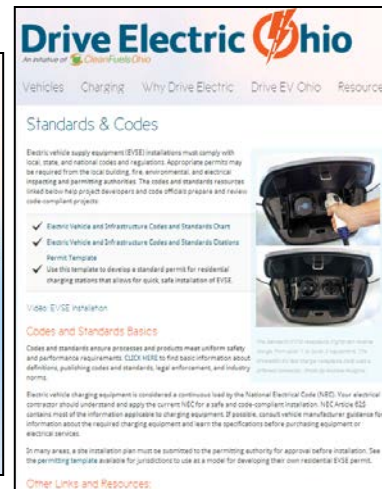 Drive Electric Ohio
An initiative of CleanFuelsOhio
Vehicles Charging Why Drive Electric Drive EV Ohio Resource
Standards & Codes
Electric vehicle supply equipment (EVSE) installations must comply with
local, state, and national codes and regulations. Appropriate permits may
be required from the local building, fire, environmental, and electrical
inspecting and permitting authorities. The codes and standards resources
linked below help project developers and code officials prepare and review
code-compliant projects:
Electric Vehicle and Infrastructure Codes and Standards Chart
Electric Vehicle and Infrastructure Codes and Standards Citations
Permit Template
Use this template to develop a standard permit for residential
charging stations that allows for quick, safe installation of EVSE.
Video: EVSE Installation
Codes and Standards Basics
Codes and standards ensure processes and products meet uniform safety
and performance requirements. CLICK HERE to find basic information about
definitions, publishing codes and standards, legal enforcement, and industry
norms.
Electric vehicle charging equipment is considered a continuous load by the National Electrical Code (NEC). Your electrical
contractor should understand and apply the current NEC for a safe and code-compliant installation. NEC Article 625
contains most of the information applicable to charging equipment. If possible, consult vehicle manufacturer guidance for
information about the required charging equipment and learn the specifications before purchasing equipment or
electrical services.
In many areas, a site installation plan must be submitted to the permitting authority for approval before installation. See
the permitting template available for jurisdictions to use as a model for developing their own residential EVSE permit.
Other Links and Resources: